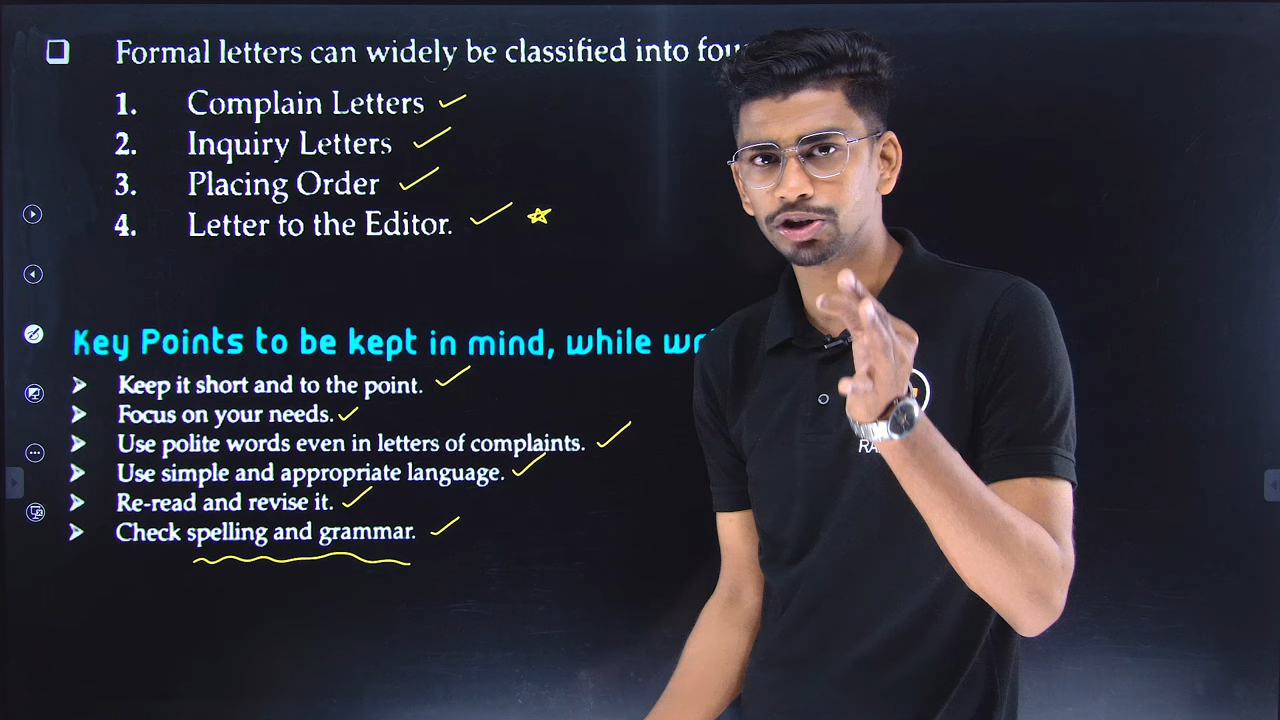 Formal letters can widely be classified into
1. Complain Letters
2. Inquiry Letters
3. Placing Order
4. Letter to the Editor.
Key Points to be kept in mind, while
➤ Keep it short and to the point.
➤ Focus on your needs.
➤ Use polite words even in letters of complaints.
➤ Use simple and appropriate language.
➤ Re-read and revise it.
➤ Check spelling and grammar.